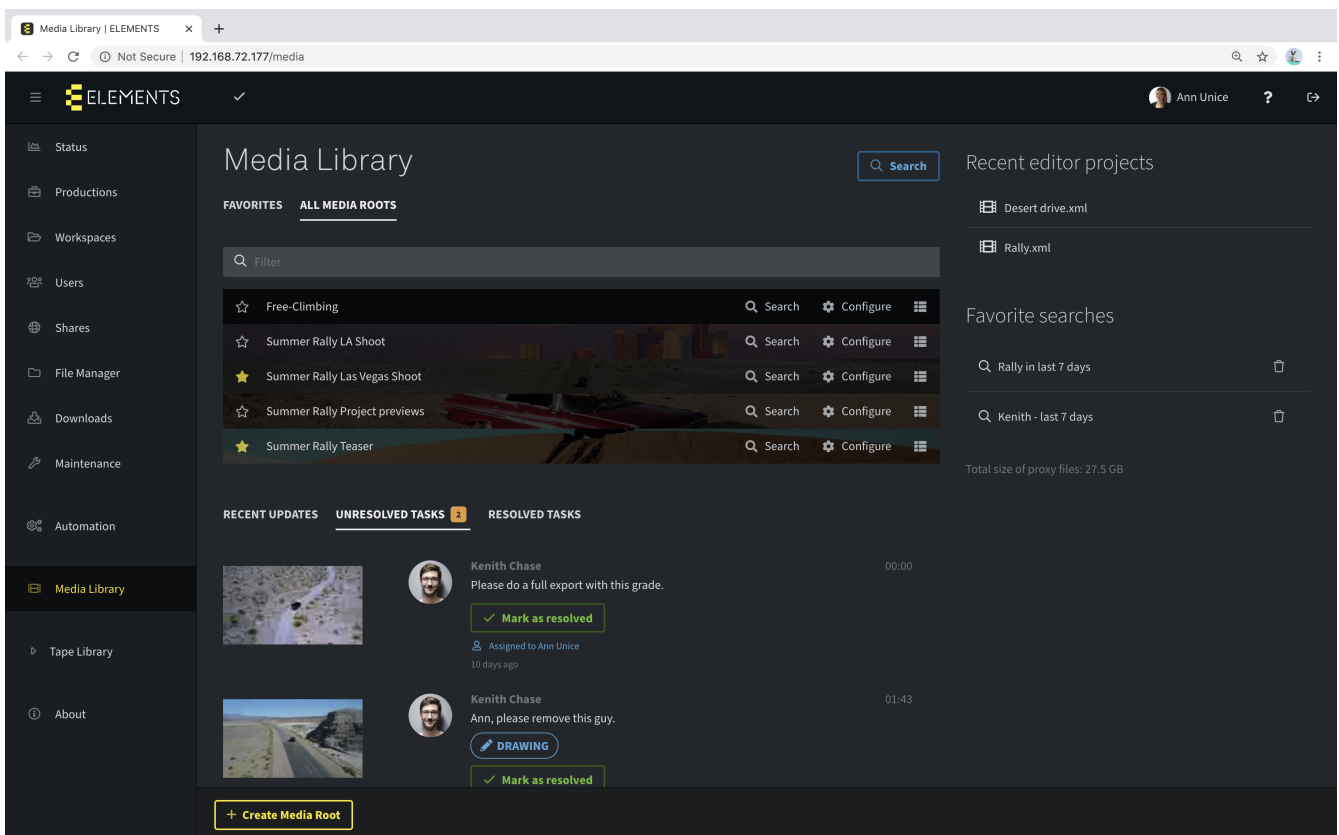 Media Library | ELEMENTS
Not Secure | 192.168.72.177/media
ELEMENTS
Ann Unice
?
Status
Productions
Workspaces
Users
Shares
File Manager
Downloads
Maintenance
Automation
Media Library
Tape Library
About
Media Library
Search
FAVORITES ALL MEDIA ROOTS
Filter
Free-Climbing Search Configure
Summer Rally LA Shoot Search Configure
Summer Rally Las Vegas Shoot Search Configure
Summer Rally Project previews Search Configure
Summer Rally Teaser Search Configure
RECENT UPDATES UNRESOLVED TASKS 2 RESOLVED TASKS
Kenith Chase 00:00
Please do a full export with this grade.
Mark as resolved
Assigned to Ann Unice
10 days ago
Kenith Chase 01:43
Ann, please remove this guy.
DRAWING
Mark as resolved
+ Create Media Root
Recent editor projects
Desert drive.xml
Rally.xml
Favorite searches
Rally in last 7 days
Kenith - last 7 days
Total size of proxy files: 27.5 GB